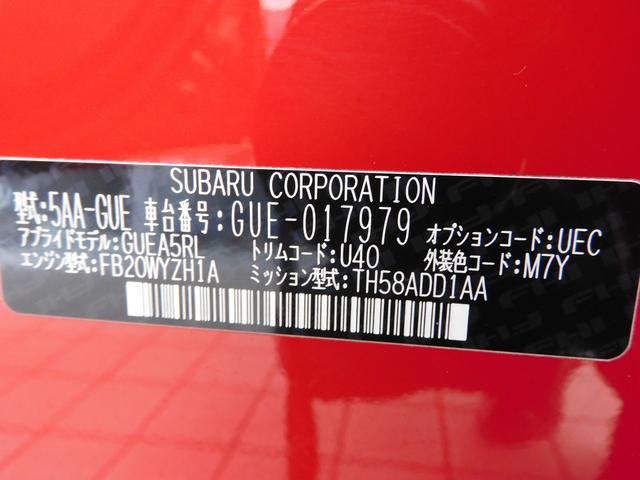 SUBARU CORPORATION
型式:5AA-GUE 車台番号:GUE-017979 オプションコード:UEC
アプライドモデル:GUEA5RL トリムコード:U40 外装色コード:M7Y
エンジン型式:FB20WYZH1A ミッション型式:TH58ADD1AA